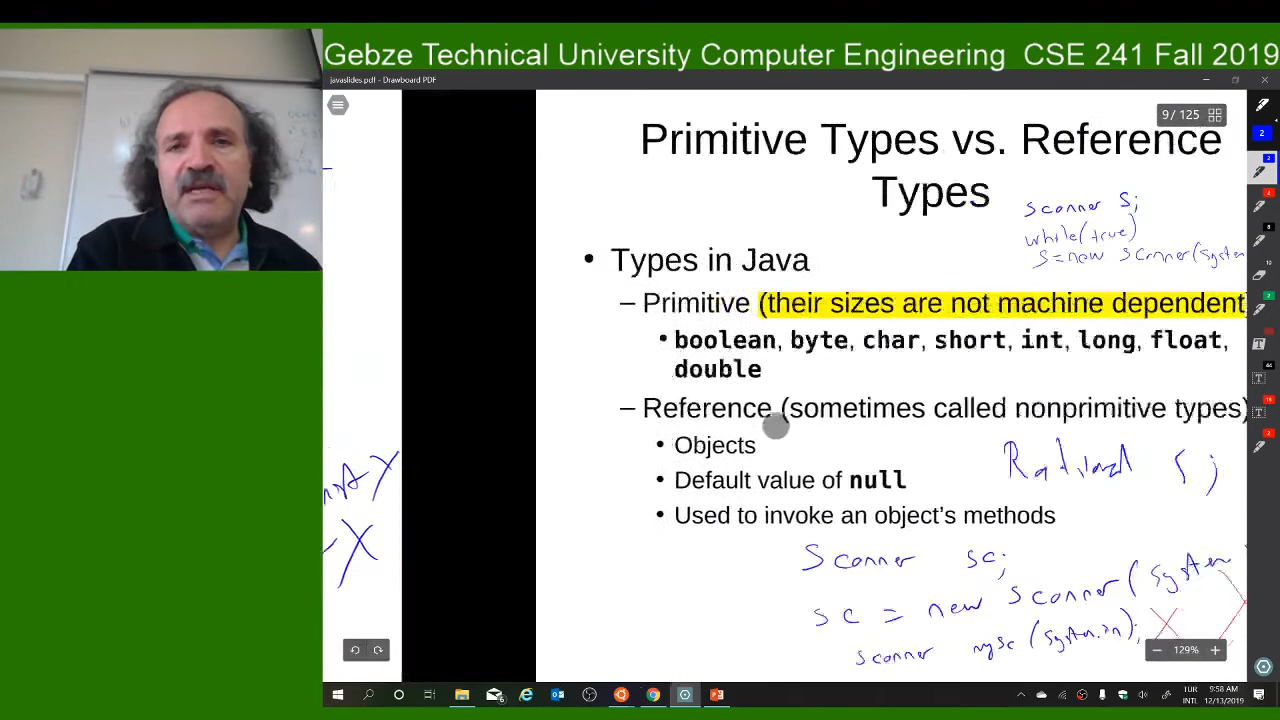 Gebze Technical University Computer Engineering CSE 241 Fall 2019
javaslides.pdf - Drawboard PDF
9 / 125
Primitive Types vs. Reference
Types
scanner s;
while(true)
s=new scanner(system
• Types in Java
– Primitive (their sizes are not machine dependent)
• boolean, byte, char, short, int, long, float,
double
– Reference (sometimes called nonprimitive types)
• Objects
• Default value of null
Rational r;
• Used to invoke an object's methods
Scanner sc;
sc = new Scanner(System
scanner mysc (system.in);
129%
TUR
INTL
9:58 AM
12/13/2019